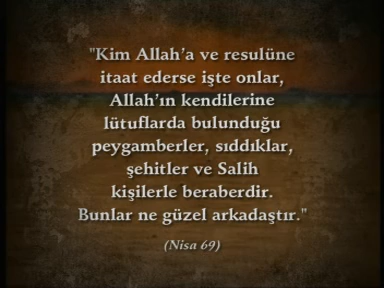 "Kim Allah'a ve resulüne
itaat ederse işte onlar,
Allah'ın kendilerine
lütuflarda bulunduğu
peygamberler, sıddıklar,
şehitler ve Salih
kişilerle beraberdir.
Bunlar ne güzel arkadaştır."
(Nisa 69)